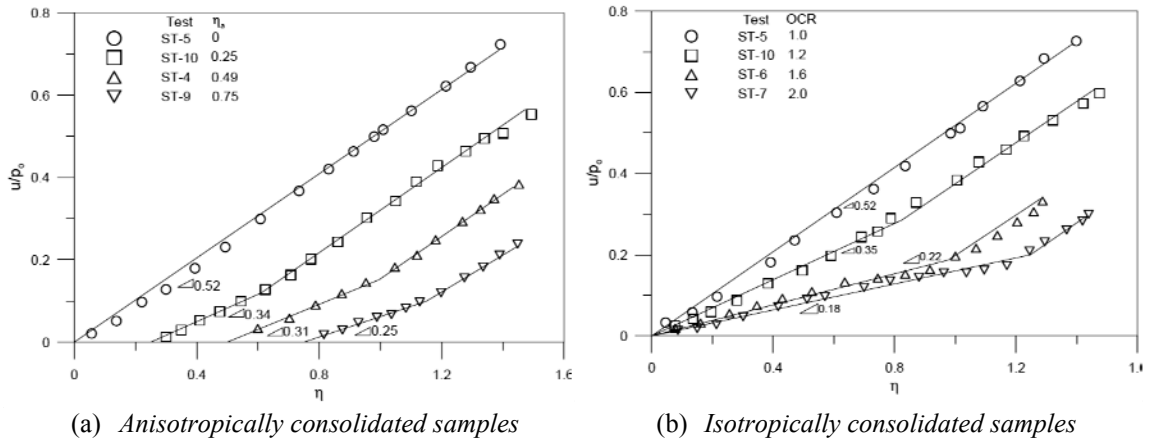 Test ηₐ
ST-5 0
ST-10 0.25
ST-4 0.49
ST-9 0.75
0.8
0.6
0.4
0.2
0
u/p₀
0.52
0.34
0.31
0.25
0 0.4 0.8 1.2 1.6
η
(a) Anisotropically consolidated samples
Test OCR
ST-5 1.0
ST-10 1.2
ST-6 1.6
ST-7 2.0
0.8
0.6
0.4
0.2
0
u/p₀
0.52
0.35
0.22
0.18
0 0.4 0.8 1.2 1.6
η
(b) Isotropically consolidated samples